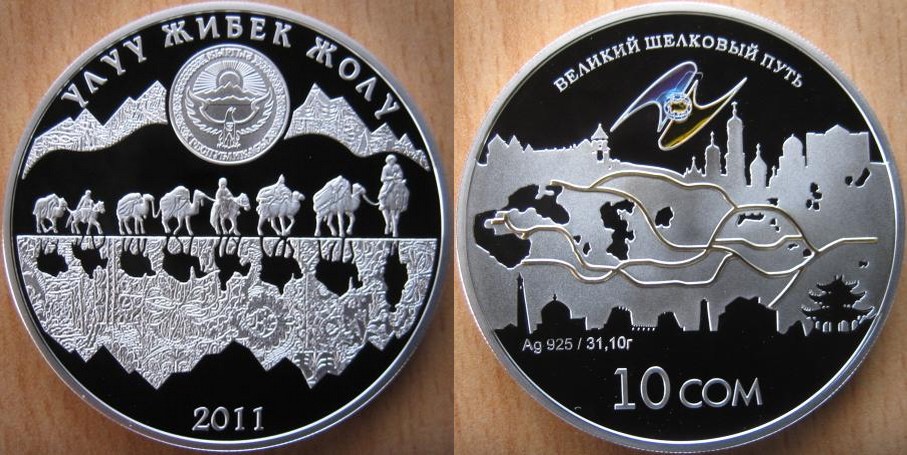 УЛУУ ЖИБЕК ЖОЛУ
2011
ВЕЛИКИЙ ШЕЛКОВЫЙ ПУТЬ
Ag 925 / 31,10г
10 СОМ